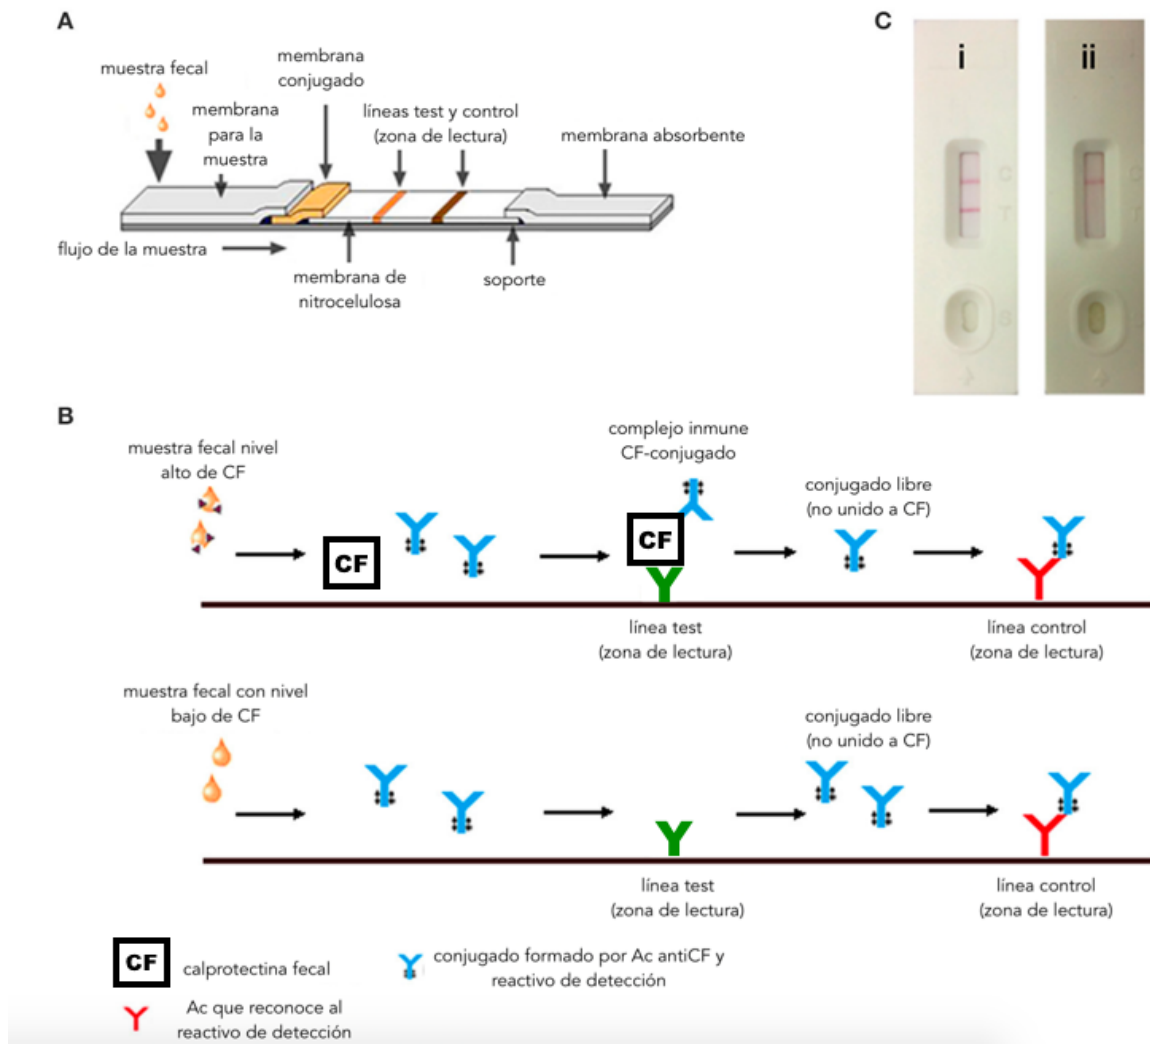 A
muestra fecal
membrana
para la
muestra
membrana
conjugado
líneas test y control
(zona de lectura)
membrana absorbente
flujo de la muestra
membrana de
nitrocelulosa
soporte
C
i
C
T
S
ii
C
T
B
muestra fecal nivel
alto de CF
CF
complejo inmune
CF-conjugado
CF
conjugado libre
(no unido a CF)
línea test
(zona de lectura)
línea control
(zona de lectura)
muestra fecal con nivel
bajo de CF
conjugado libre
(no unido a CF)
línea test
(zona de lectura)
línea control
(zona de lectura)
CF
calprotectina fecal
conjugado formado por Ac antiCF y
reactivo de detección
Ac que reconoce al
reactivo de detección